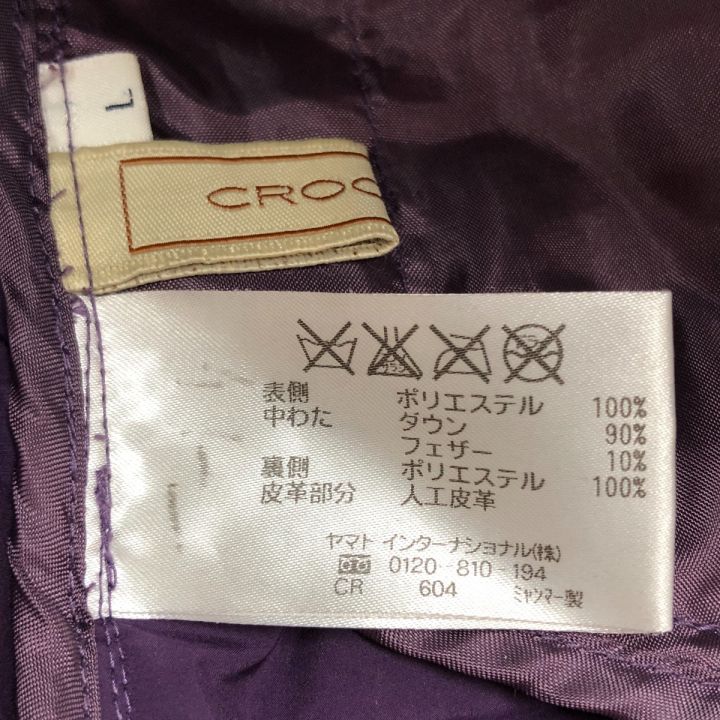 L
CROC
表側 ポリエステル 100%
中わた ダウン 90%
フェザー 10%
裏側 ポリエステル 100%
皮革部分 人工皮革
ヤマト インターナショナル(株)
0120-810-194
CR 604 ミャンマー製